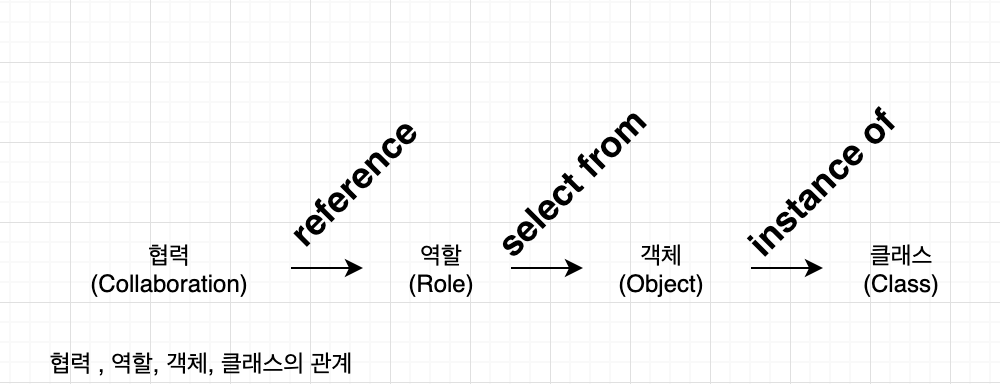 reference
select from
instance of
협력
(Collaboration)
역할
(Role)
객체
(Object)
클래스
(Class)
협력 , 역할, 객체, 클래스의 관계